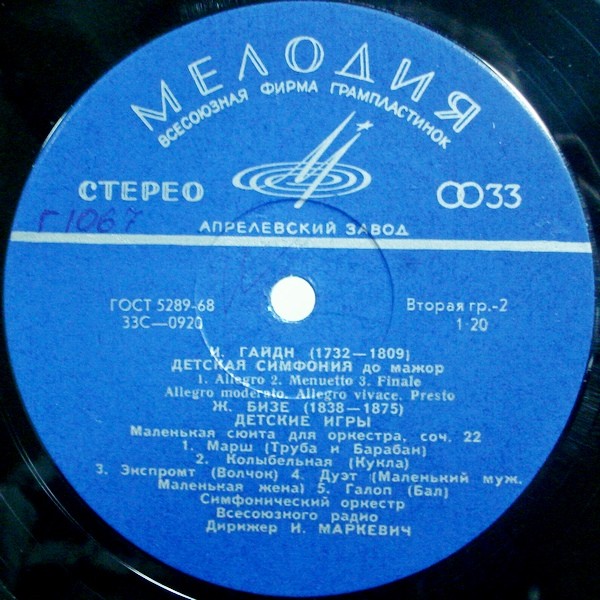 МЕЛОДИЯ
ВСЕСОЮЗНАЯ ФИРМА ГРАМПЛАСТИНОК
СТЕРЕО
33
Г1067
АПРЕЛЕВСКИЙ ЗАВОД
ГОСТ 5289-68
Вторая гр.-2
33С—0920
1-20
И. ГАЙДН (1732—1809)
ДЕТСКАЯ СИМФОНИЯ до мажор
1. Allegro 2. Menuetto 3. Finale
Allegro moderato. Allegro vivace. Presto
Ж. БИЗЕ (1838—1875)
ДЕТСКИЕ ИГРЫ
Маленькая сюита для оркестра, соч. 22
1. Марш (Труба и Барабан)
2. Колыбельная (Кукла)
3. Экспромт (Волчок) 4. Дуэт (Маленький муж.
Маленькая жена) 5. Галоп (Бал)
Симфонический оркестр
Всесоюзного радио
Дирижер И. МАРКЕВИЧ